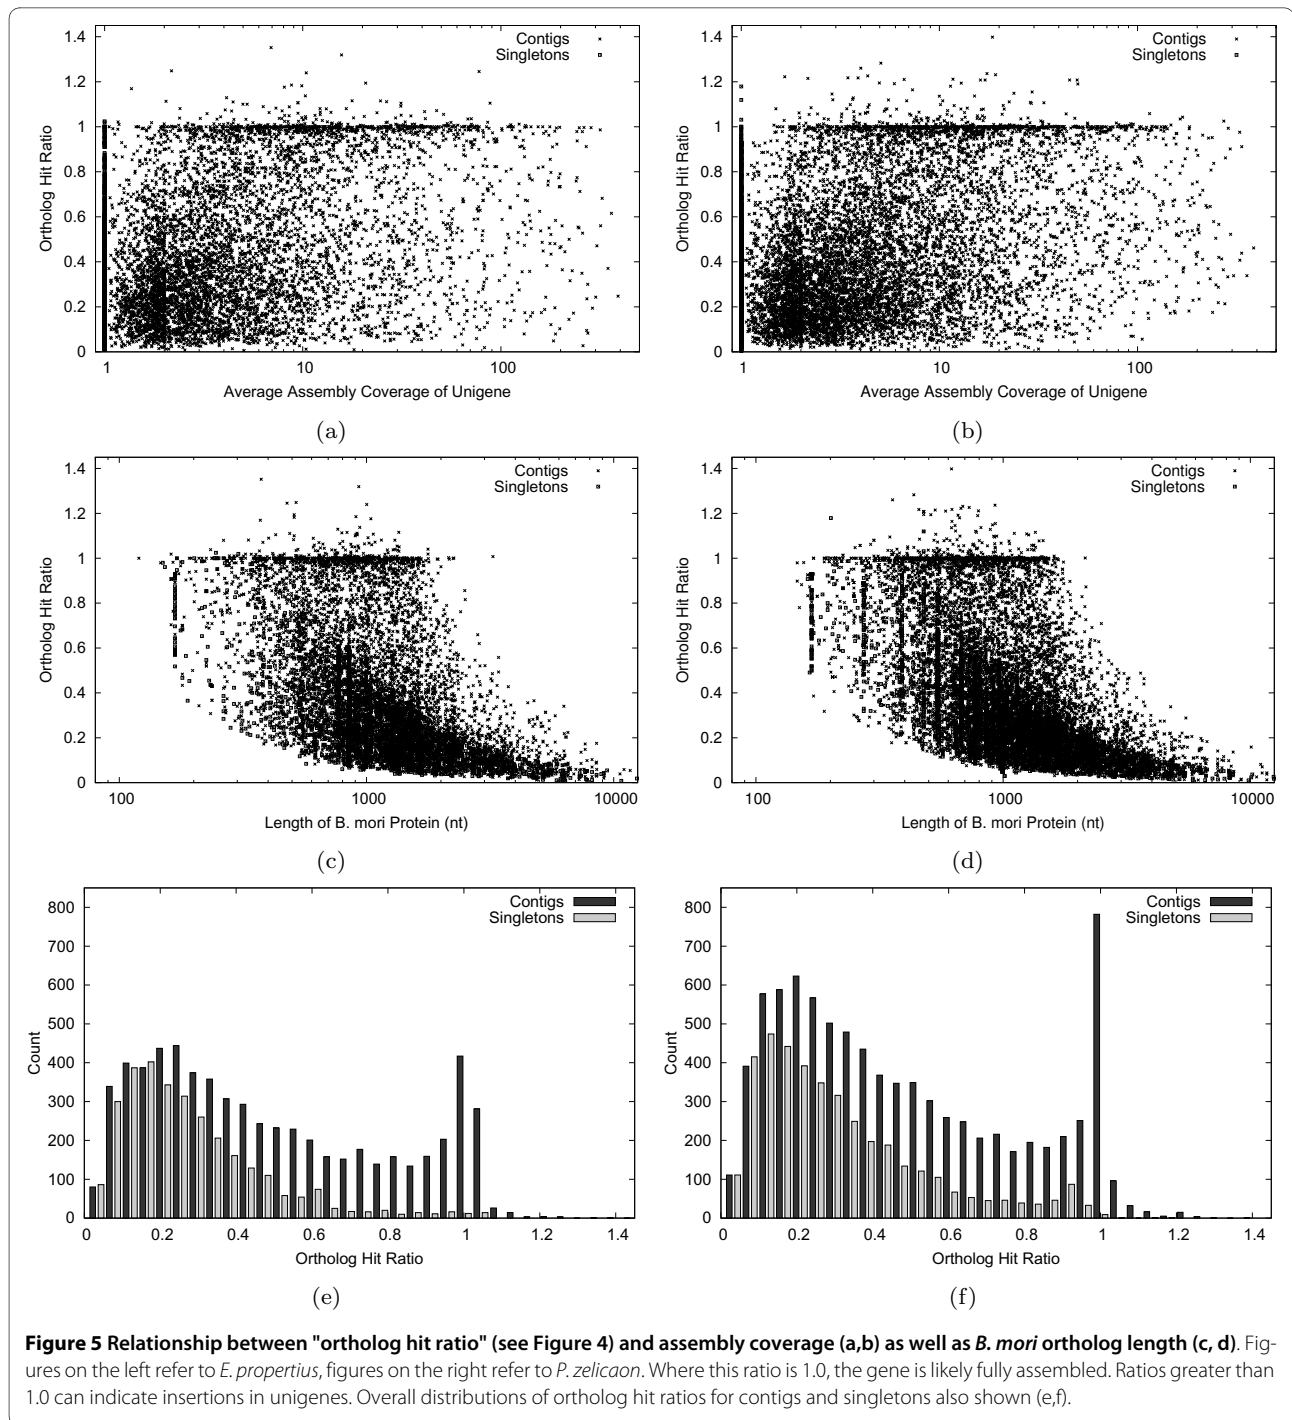 1.4
1.2
1
0.8
0.6
0.4
0.2
0
Ortholog Hit Ratio
Contigs
Singletons
1
10
100
Average Assembly Coverage of Unigene
(a)
1.4
1.2
1
0.8
0.6
0.4
0.2
0
Ortholog Hit Ratio
Contigs
Singletons
1
10
100
Average Assembly Coverage of Unigene
(b)
1.4
1.2
1
0.8
0.6
0.4
0.2
0
Ortholog Hit Ratio
Contigs
Singletons
100
1000
10000
Length of B. mori Protein (nt)
(c)
1.4
1.2
1
0.8
0.6
0.4
0.2
0
Ortholog Hit Ratio
Contigs
Singletons
100
1000
10000
Length of B. mori Protein (nt)
(d)
800
700
600
500
400
300
200
100
0
Count
Contigs
Singletons
0
0.2
0.4
0.6
0.8
1
1.2
1.4
Ortholog Hit Ratio
(e)
800
700
600
500
400
300
200
100
0
Count
Contigs
Singletons
0
0.2
0.4
0.6
0.8
1
1.2
1.4
Ortholog Hit Ratio
(f)
Figure 5 Relationship between "ortholog hit ratio" (see Figure 4) and assembly coverage (a,b) as well as B. mori ortholog length (c, d). Fig-
ures on the left refer to E. propertius, figures on the right refer to P. zelicaon. Where this ratio is 1.0, the gene is likely fully assembled. Ratios greater than
1.0 can indicate insertions in unigenes. Overall distributions of ortholog hit ratios for contigs and singletons also shown (e,f).